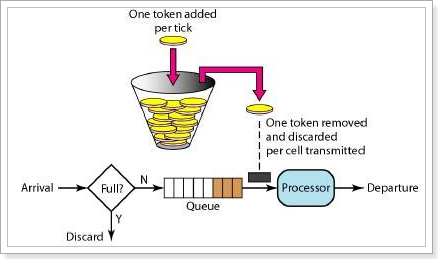 One token added
per tick
One token removed
and discarded
per cell transmitted
Arrival
Full?
N
Queue
Processor
Departure
Y
Discard